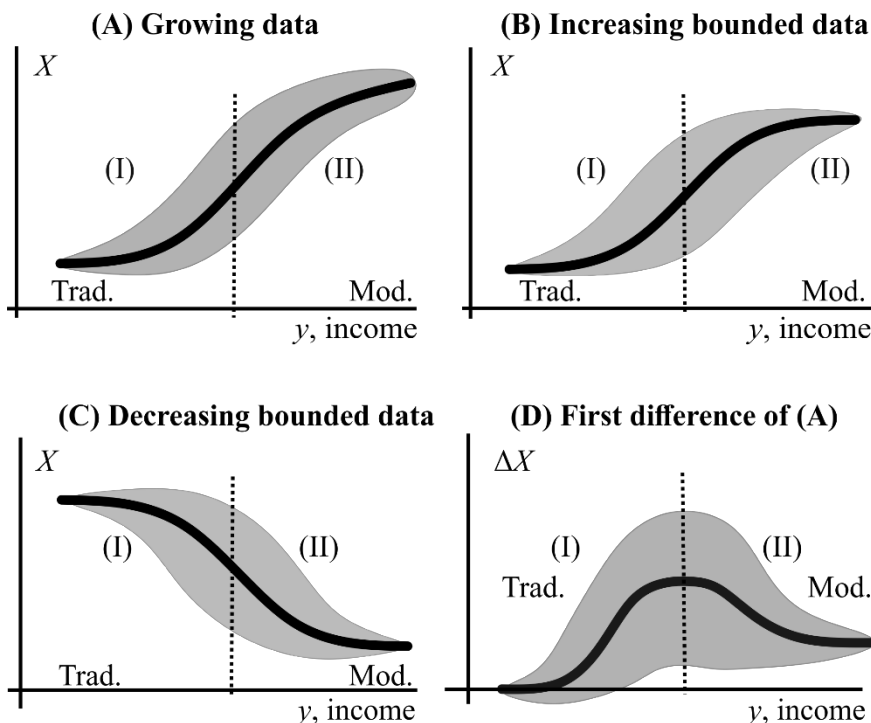 (A) Growing data
X
(I)
(II)
Trad.
Mod.
y, income
(B) Increasing bounded data
X
(I)
(II)
Trad.
Mod.
y, income
(C) Decreasing bounded data
X
(I)
(II)
Trad.
Mod.
y, income
(D) First difference of (A)
ΔX
(I)
(II)
Trad.
Mod.
y, income